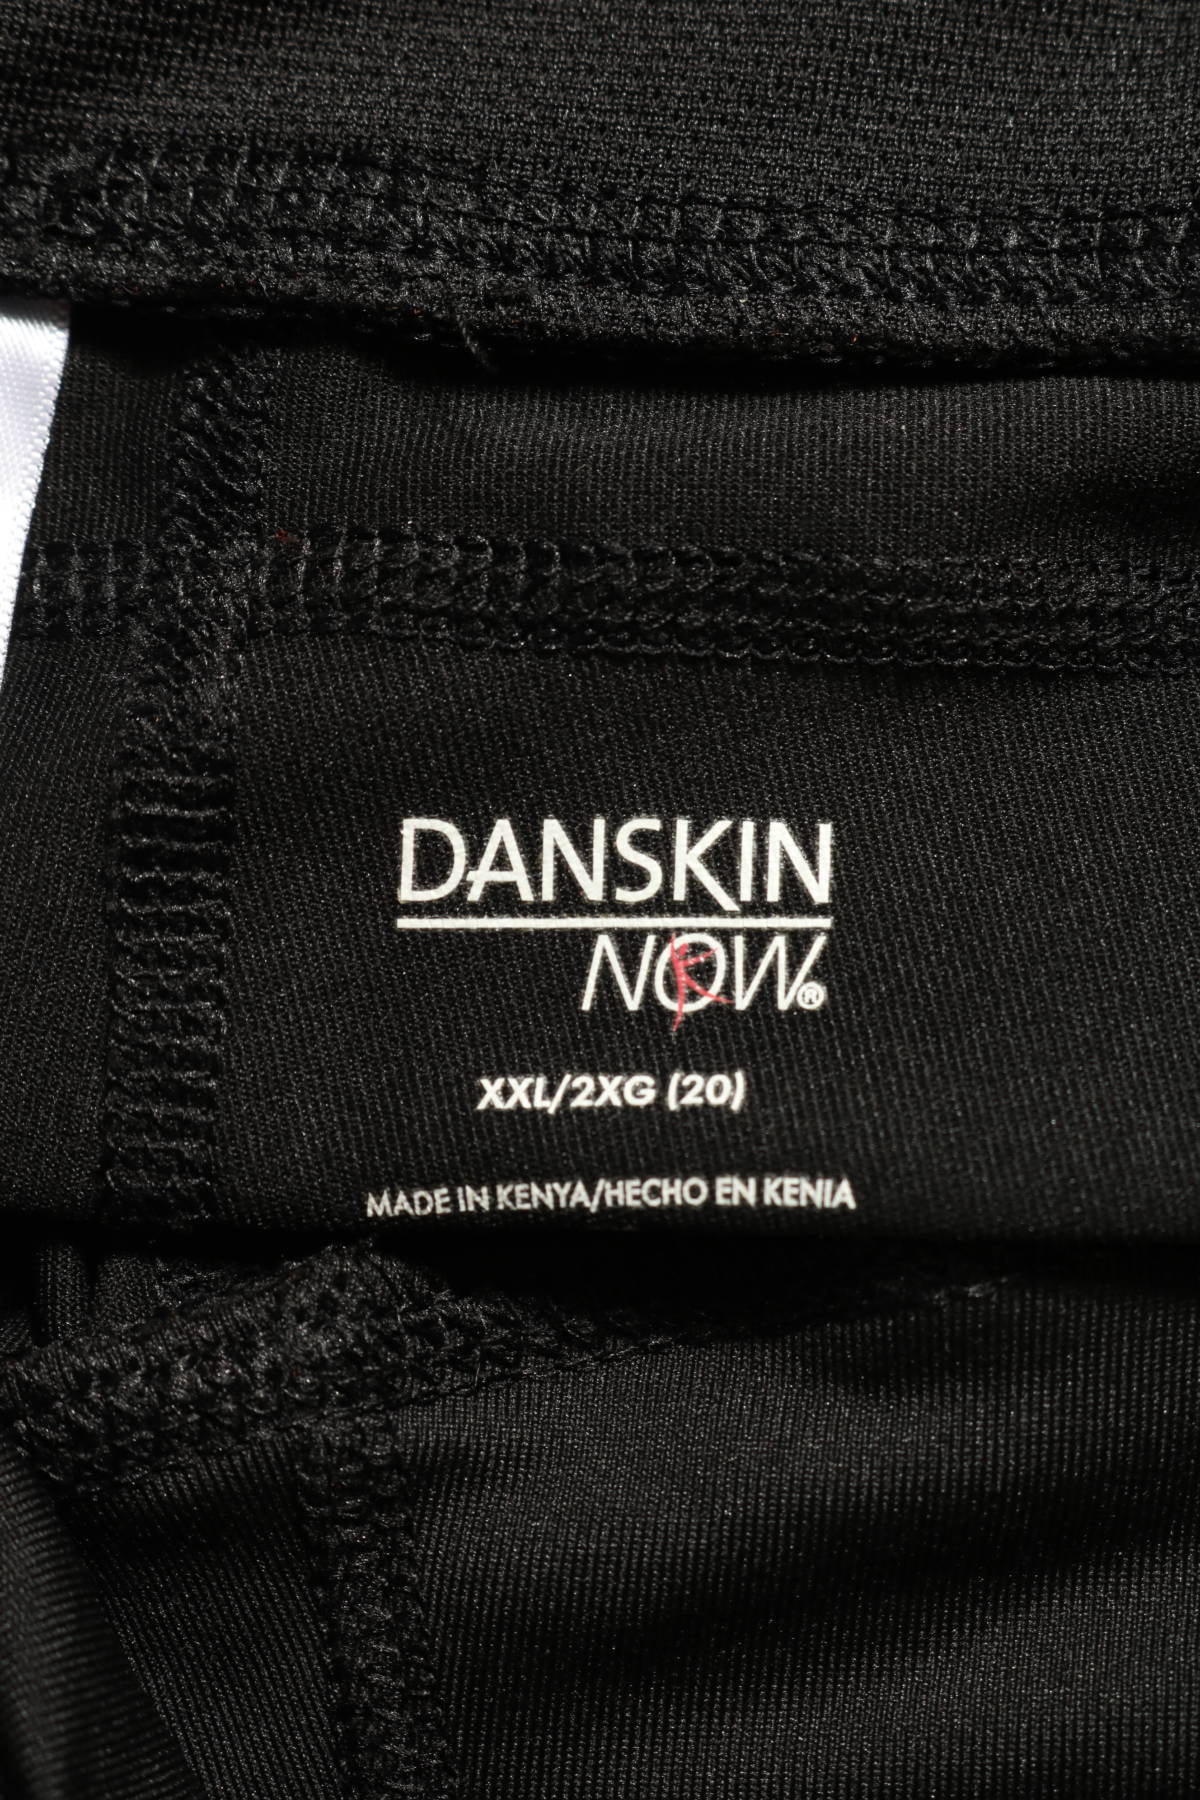 DANSKIN
NOW®
XXL/2XG (20)
MADE IN KENYA/HECHO EN KENIA